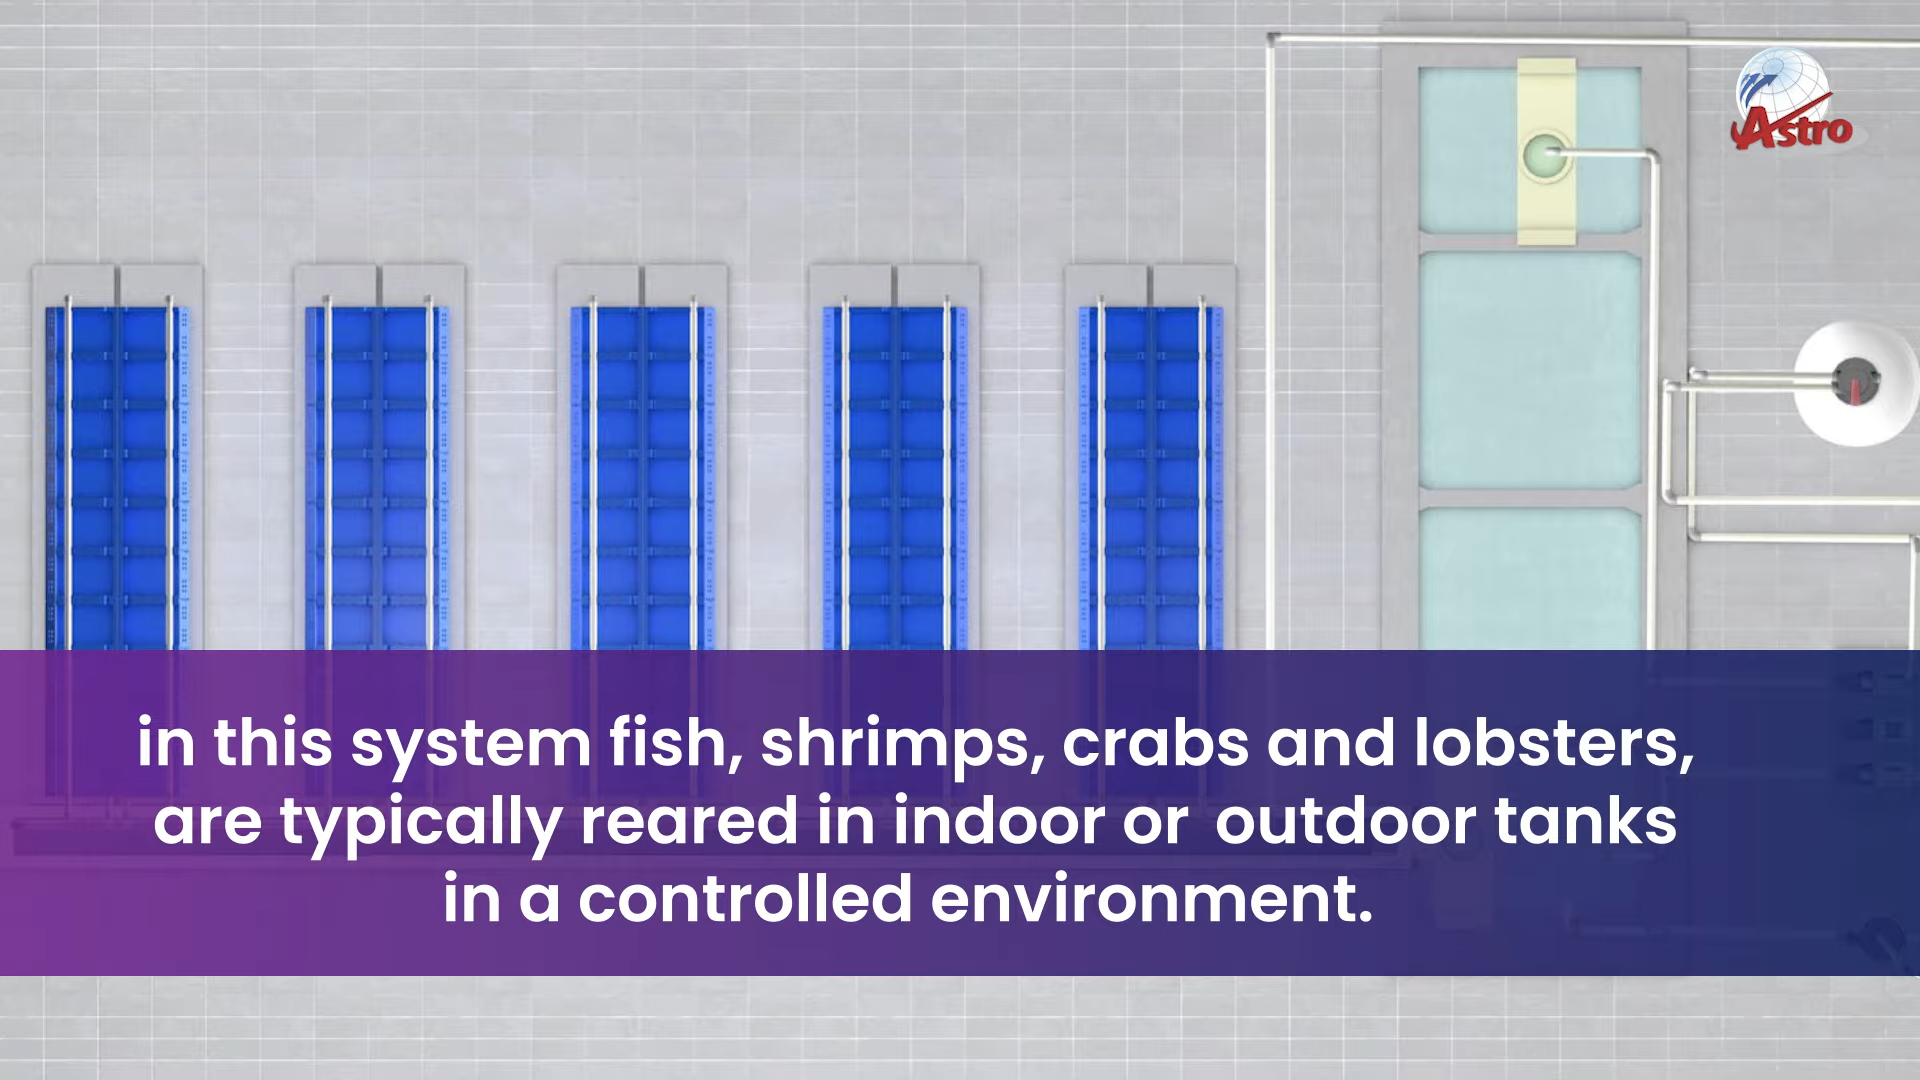 Astro
in this system fish, shrimps, crabs and lobsters,
are typically reared in indoor or outdoor tanks
in a controlled environment.